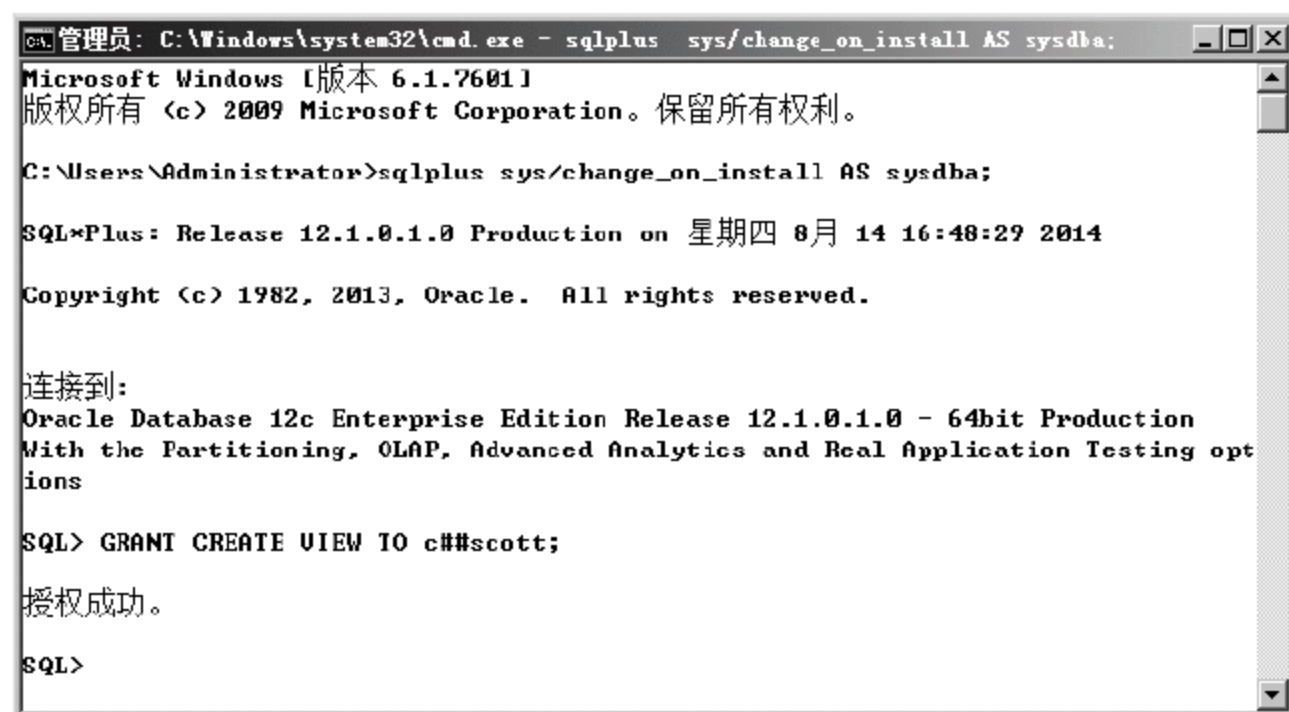 管理员: C:\Windows\system32\cmd.exe - sqlplus  sys/change_on_install AS sysdba;
Microsoft Windows [版本 6.1.7601]
版权所有 (c) 2009 Microsoft Corporation。保留所有权利。
C:\Users\Administrator>sqlplus sys/change_on_install AS sysdba;
SQL*Plus: Release 12.1.0.1.0 Production on 星期四 8月 14 16:48:29 2014
Copyright (c) 1982, 2013, Oracle.  All rights reserved.
连接到:
Oracle Database 12c Enterprise Edition Release 12.1.0.1.0 - 64bit Production
With the Partitioning, OLAP, Advanced Analytics and Real Application Testing opt
ions
SQL> GRANT CREATE VIEW TO c##scott;
授权成功。
SQL>